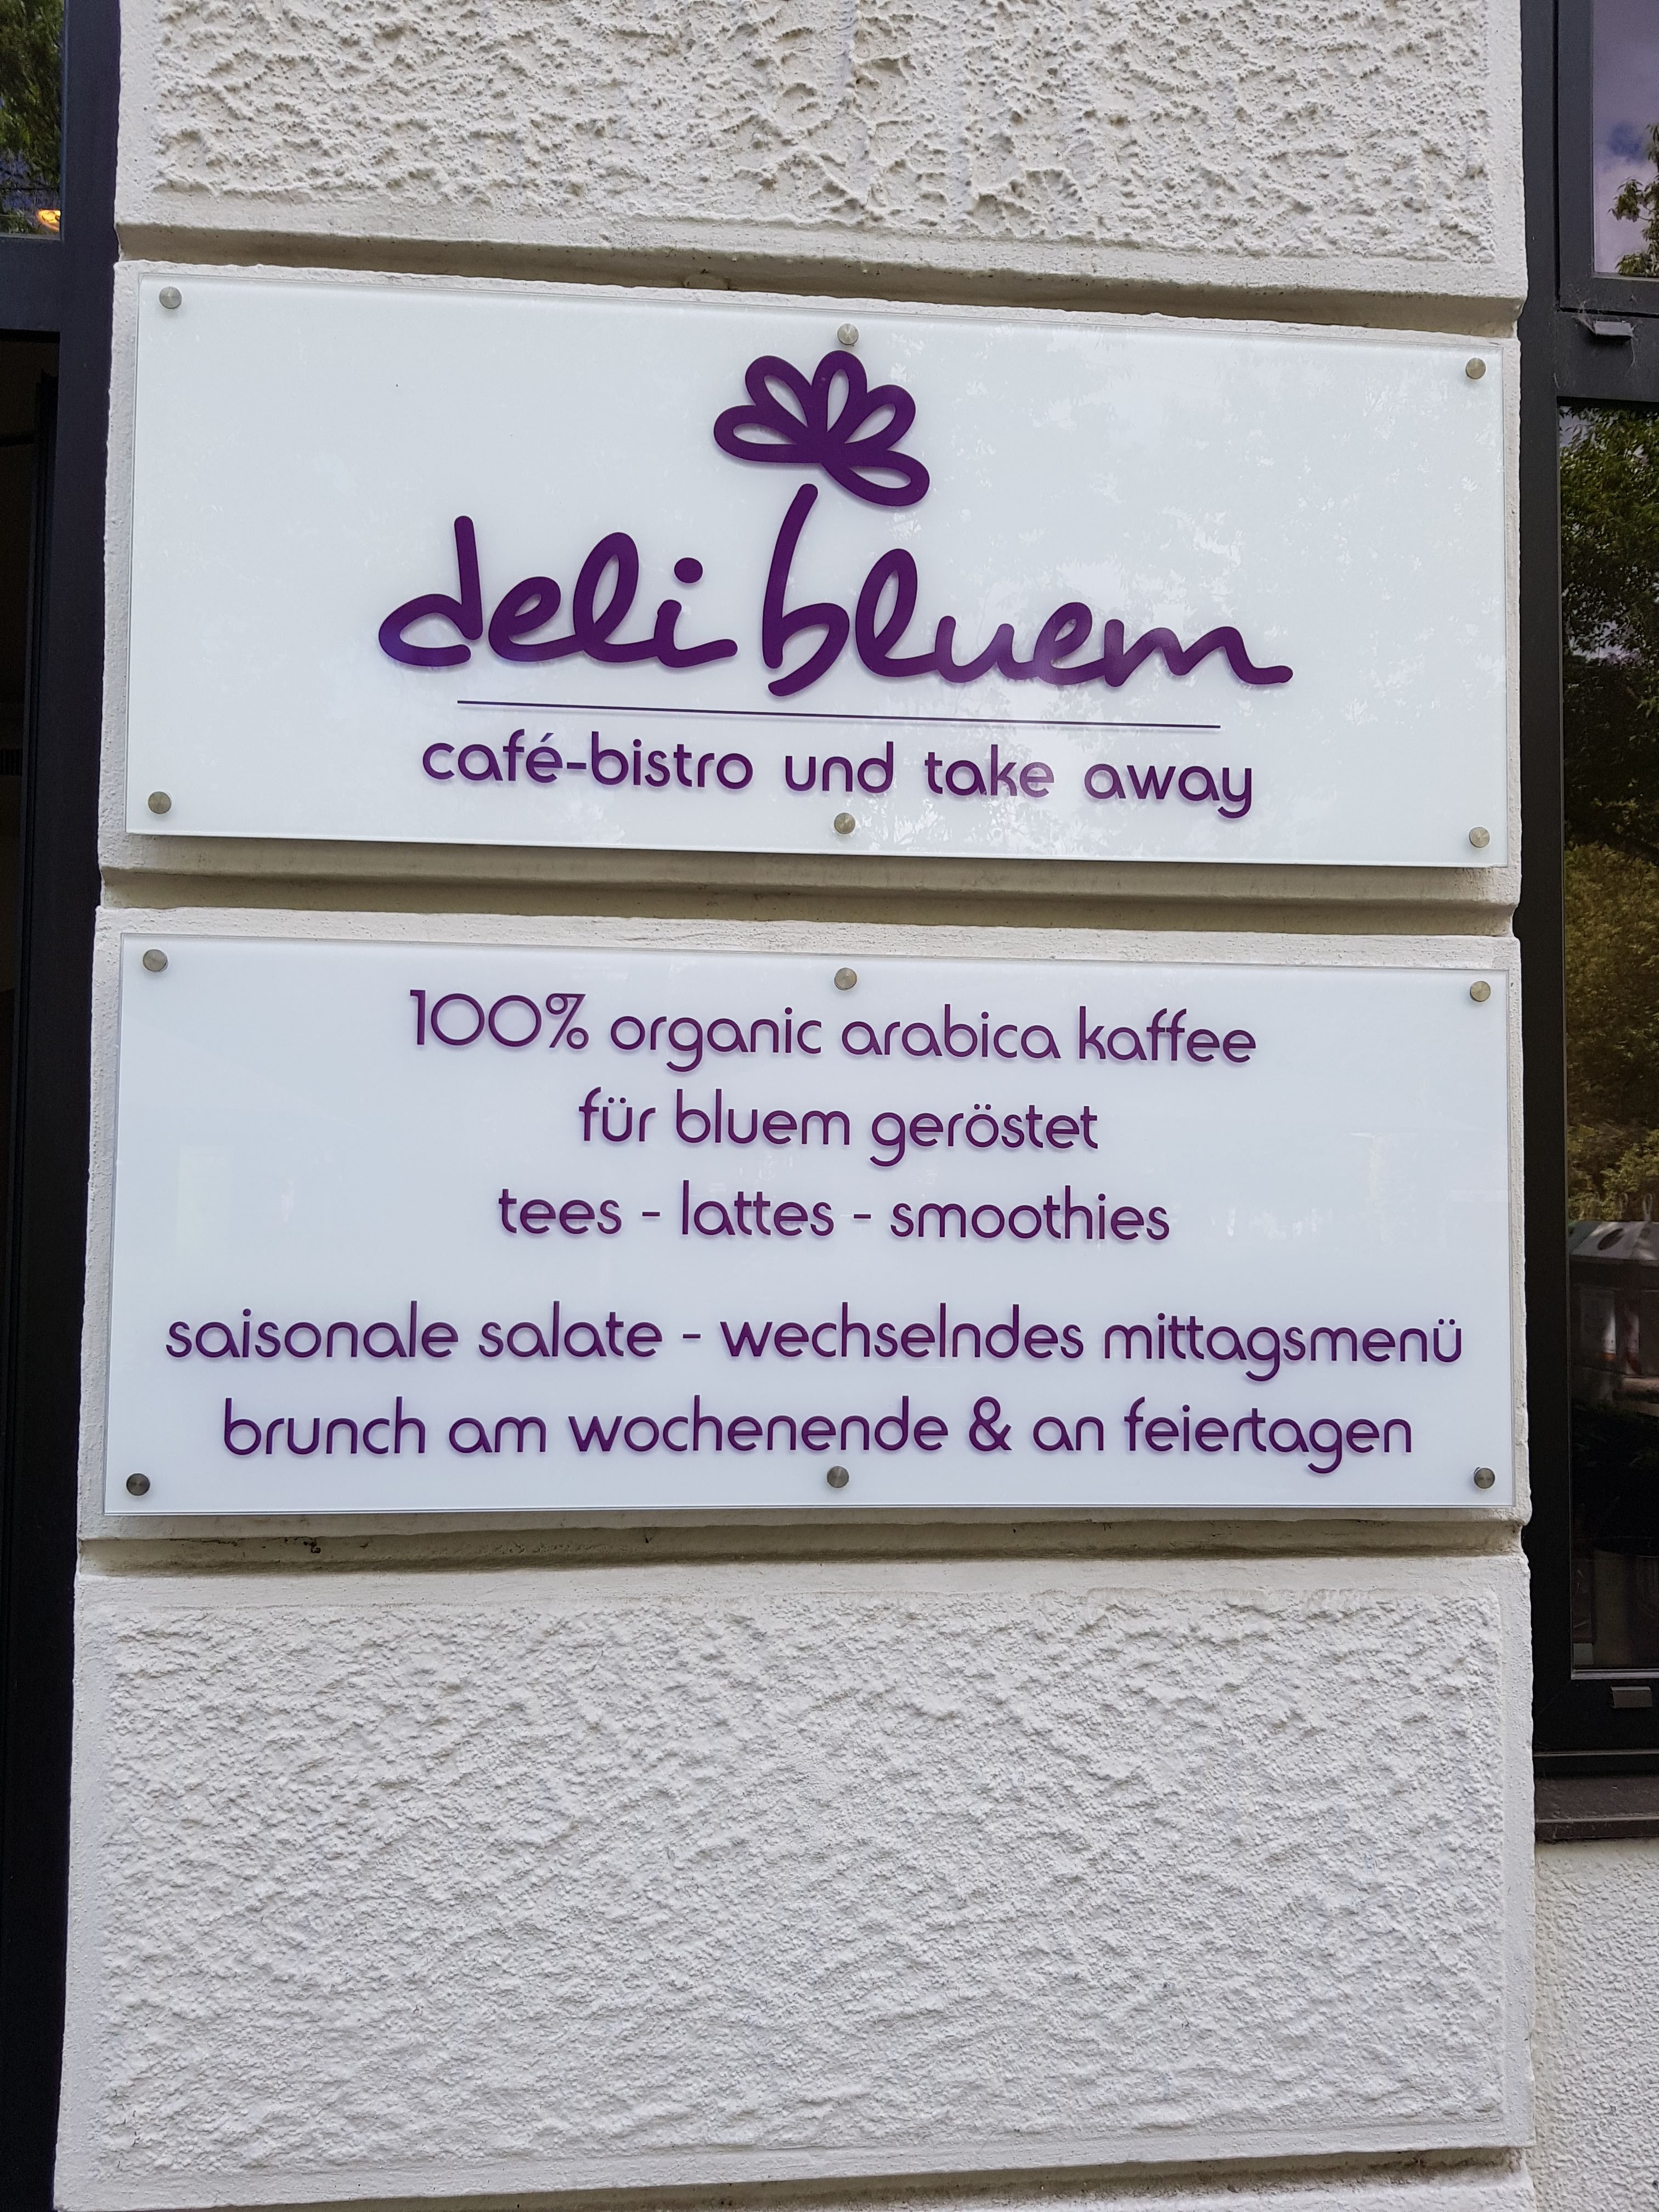 deli bluem
café-bistro und take away
100% organic arabica kaffee
für bluem geröstet
tees - lattes - smoothies
saisonale salate - wechselndes mittagsmenü
brunch am wochenende & an feiertagen